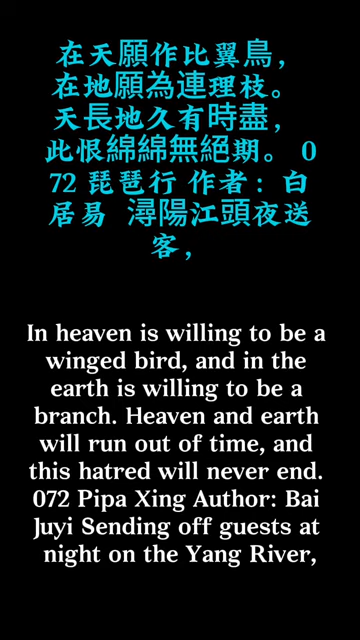 在天願作比翼鳥，
在地願為連理枝。
天長地久有時盡，
此恨綿綿無絕期。 0
72 琵琶行 作者：白
居易 潯陽江頭夜送
客，
In heaven is willing to be a
winged bird, and in the
earth is willing to be a
branch. Heaven and earth
will run out of time, and
this hatred will never end.
072 Pipa Xing Author: Bai
Juyi Sending off guests at
night on the Yang River,